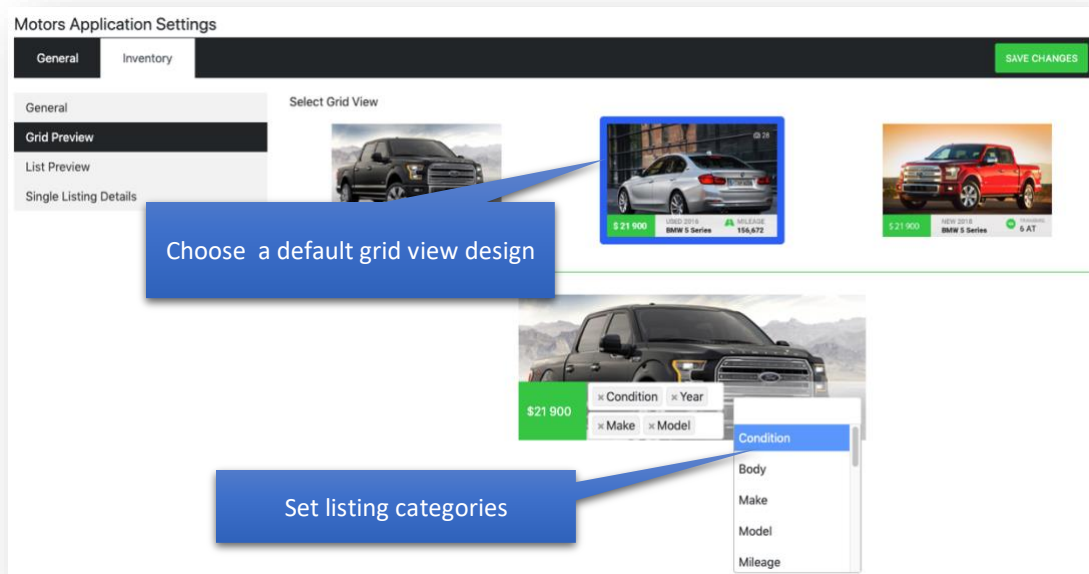 Motors Application Settings
General
Inventory
SAVE CHANGES
General
Grid Preview
List Preview
Single Listing Details
Select Grid View
28
$ 21 900
USED 2016
BMW 5 Series
MILEAGE
156,672
$ 21 900
NEW 2018
BMW 5 Series
6 AT
Choose a default grid view design
$21 900
× Condition × Year
× Make × Model
Condition
Body
Make
Model
Mileage
Set listing categories